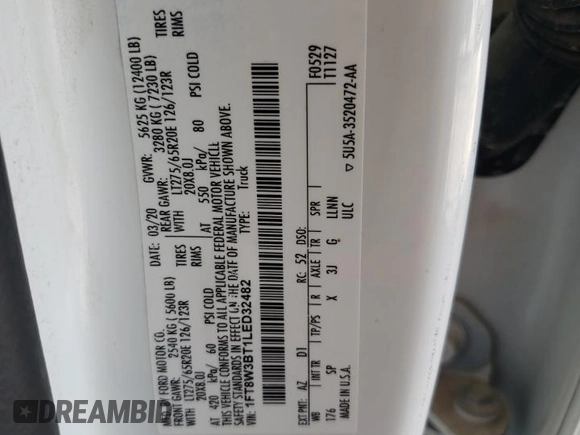 MFD. BY FORD MOTOR CO.
DATE: 03/20 GVWR: 5625 KG (12400 LB)
FRONT GAWR: 2540 KG (5600 LB) REAR GAWR: 3280 KG (7230 LB)
LT275/65R20E 126/123R TIRES WITH LT275/65R20E 126/123R TIRES
20X8.0J RIMS WITH 20X8.0J RIMS
AT 420 kPa/ 60 PSI COLD AT 550 kPa/ 80 PSI COLD
THIS VEHICLE CONFORMS TO ALL APPLICABLE FEDERAL MOTOR VEHICLE
SAFETY STANDARDS IN EFFECT ON THE DATE OF MANUFACTURE SHOWN ABOVE.
VIN: 1FT8W3BT1LED32482 TYPE: Truck
F0529
T1127
EXT PNT: AZ D1 RC: 52 DSO:
WB INT TR TP/PS R AXLE TR SPR
176 SP X 3J G LLNN
MADE IN U.S.A. ULC
▽ 5U5A-3520472-AA
AUTOHELPERBOT.COM